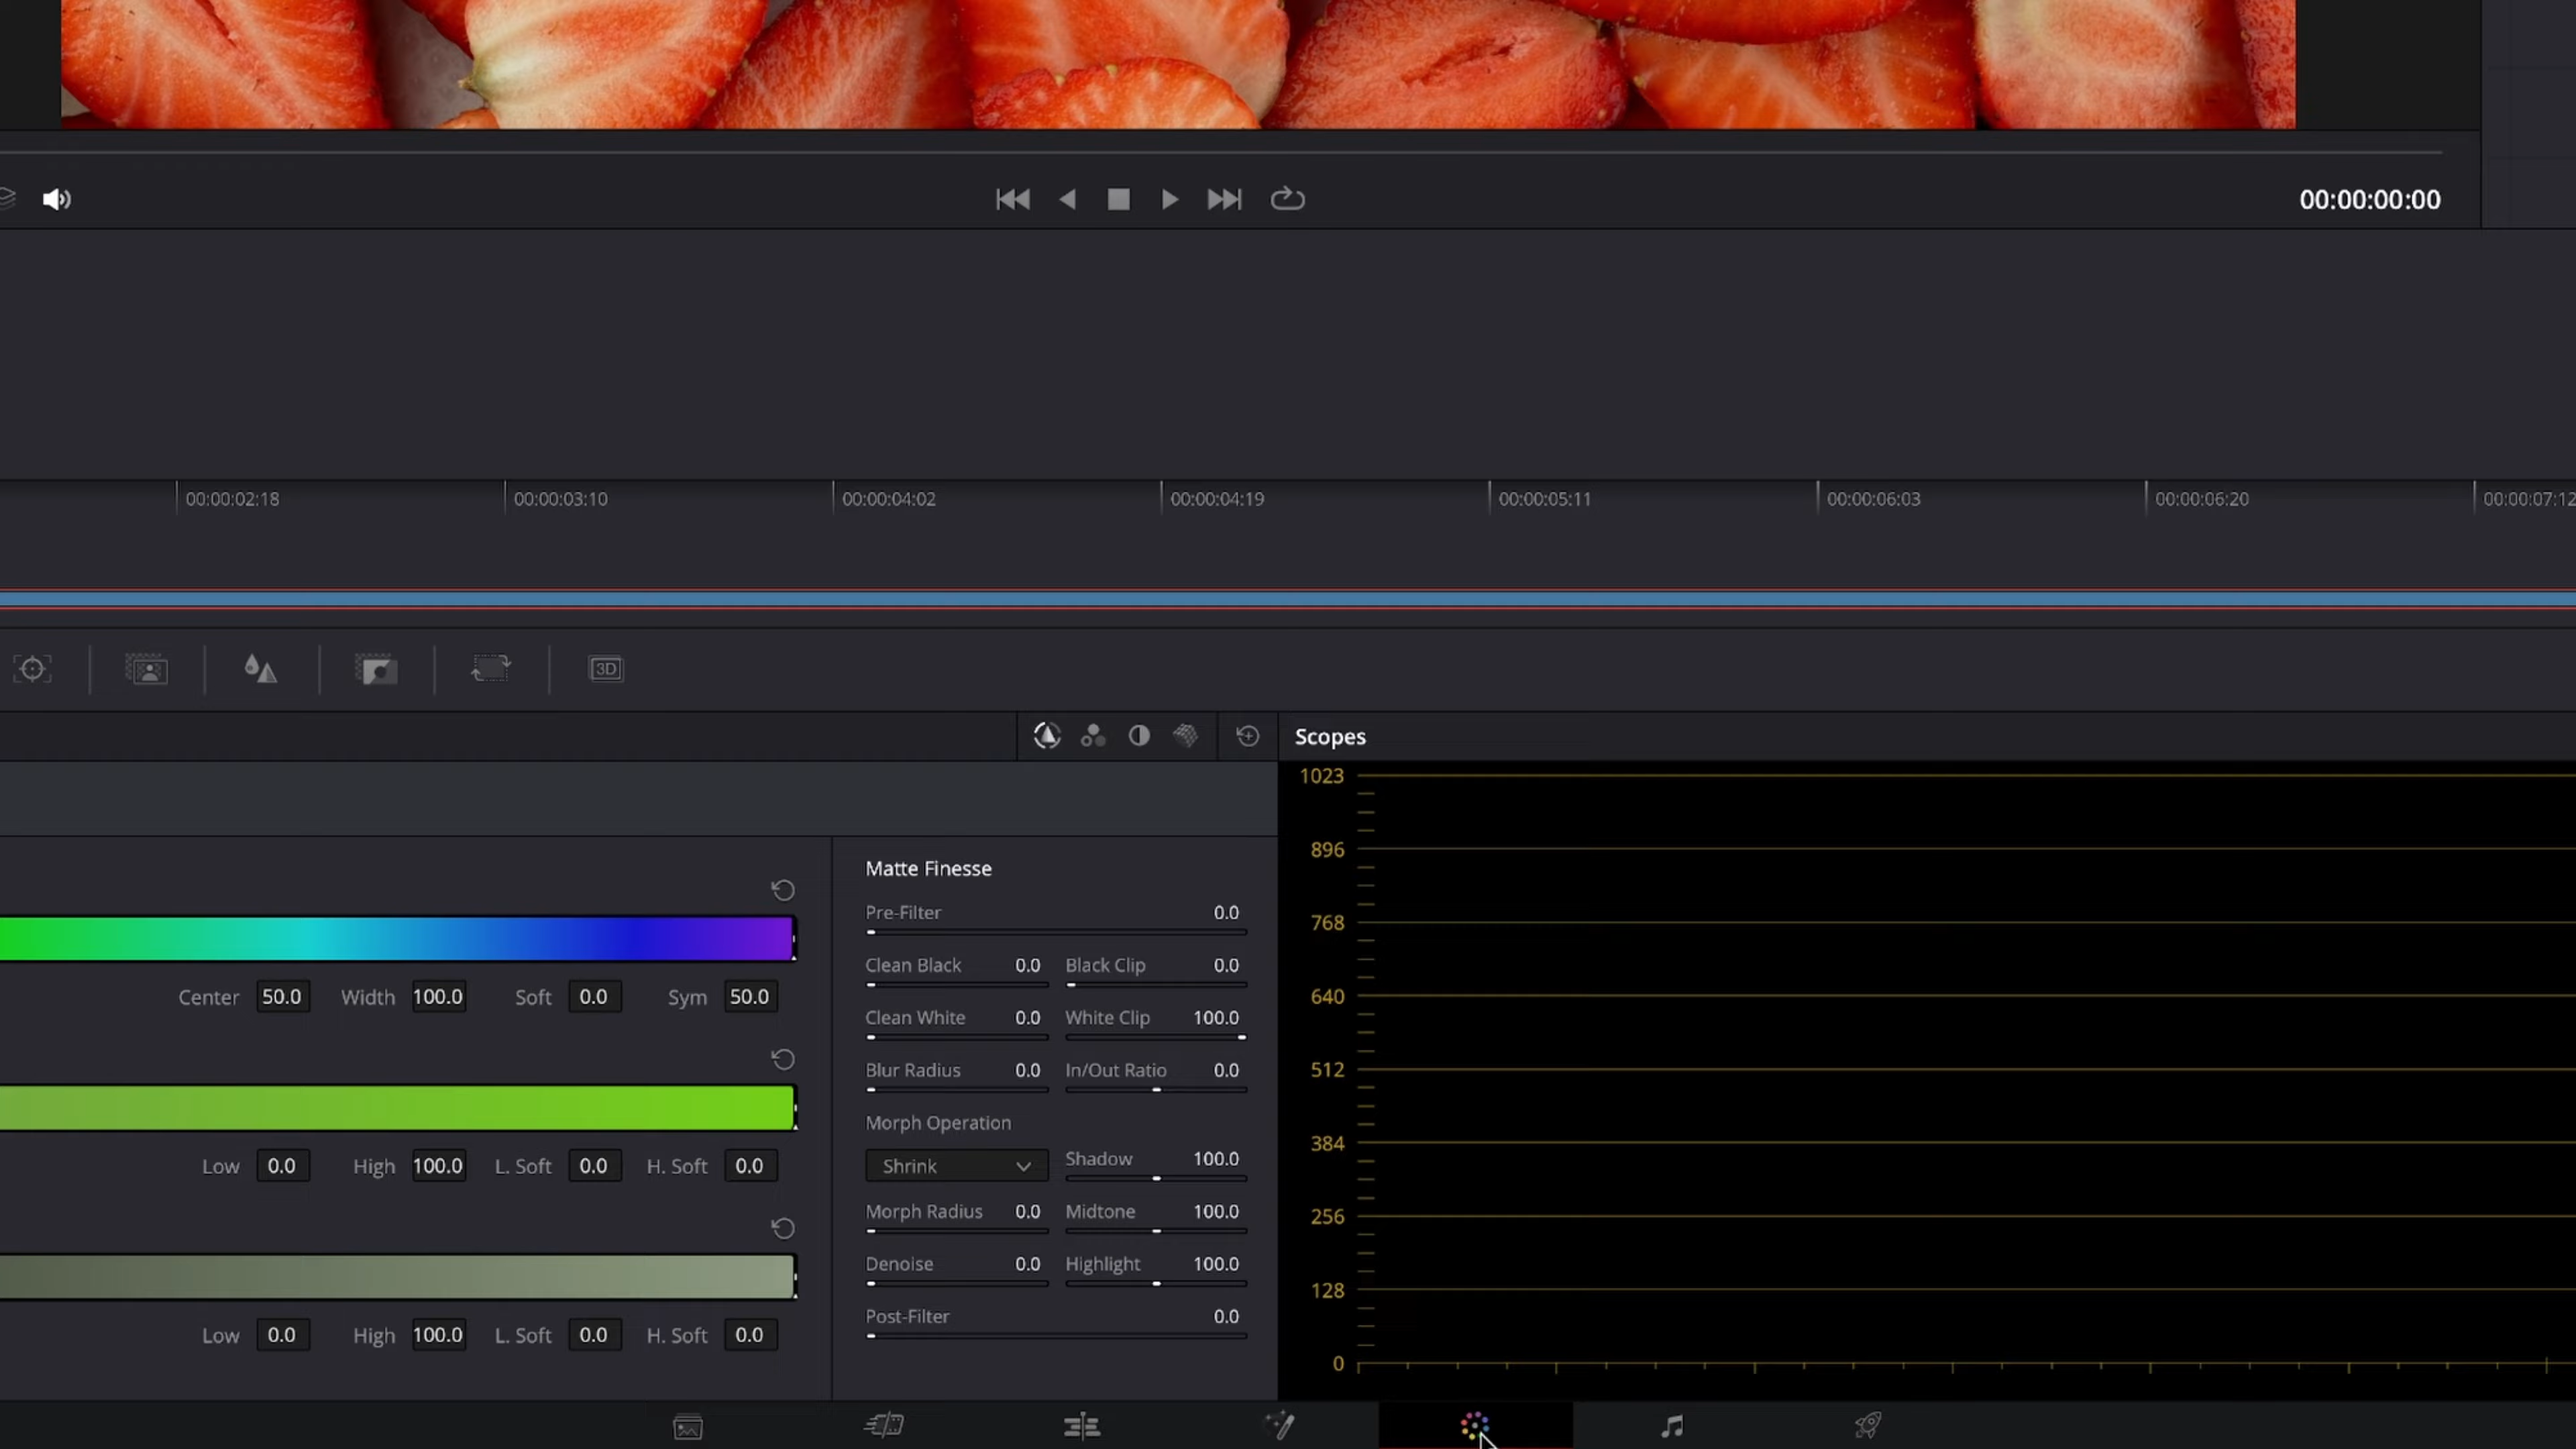 00:00:00:00
00:00:02:18 00:00:03:10 00:00:04:02 00:00:04:19 00:00:05:11 00:00:06:03 00:00:06:20 00:00:07:12
3D
Scopes
Center 50.0 Width 100.0 Soft 0.0 Sym 50.0
Low 0.0 High 100.0 L. Soft 0.0 H. Soft 0.0
Low 0.0 High 100.0 L. Soft 0.0 H. Soft 0.0
Matte Finesse
Pre-Filter 0.0
Clean Black 0.0 Black Clip 0.0
Clean White 0.0 White Clip 100.0
Blur Radius 0.0 In/Out Ratio 0.0
Morph Operation
Shrink Shadow 100.0
Morph Radius 0.0 Midtone 100.0
Denoise 0.0 Highlight 100.0
Post-Filter 0.0
1023
896
768
640
512
384
256
128
0